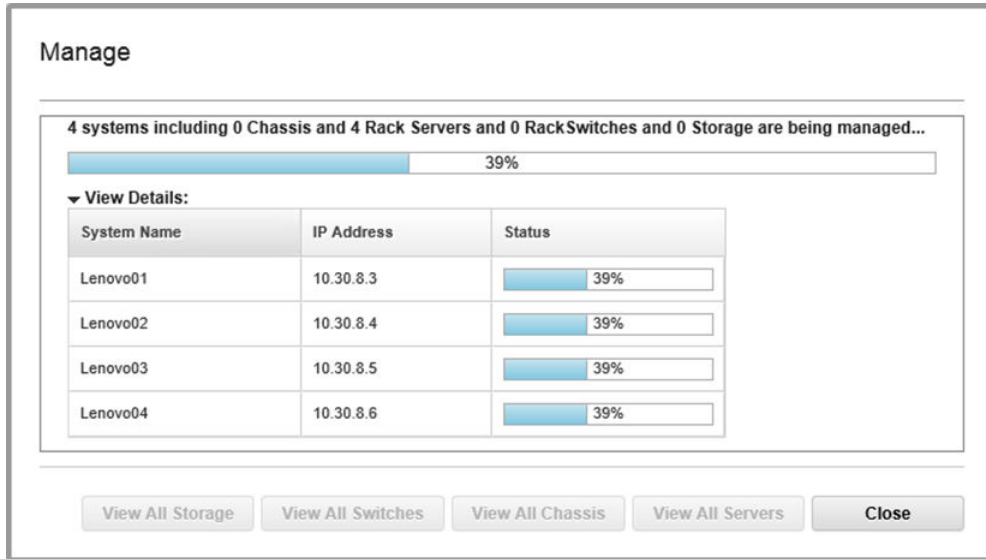 Manage
4 systems including 0 Chassis and 4 Rack Servers and 0 RackSwitches and 0 Storage are being managed...
39%
View Details:
System Name IP Address Status
Lenovo01 10.30.8.3 39%
Lenovo02 10.30.8.4 39%
Lenovo03 10.30.8.5 39%
Lenovo04 10.30.8.6 39%
View All Storage View All Switches View All Chassis View All Servers Close